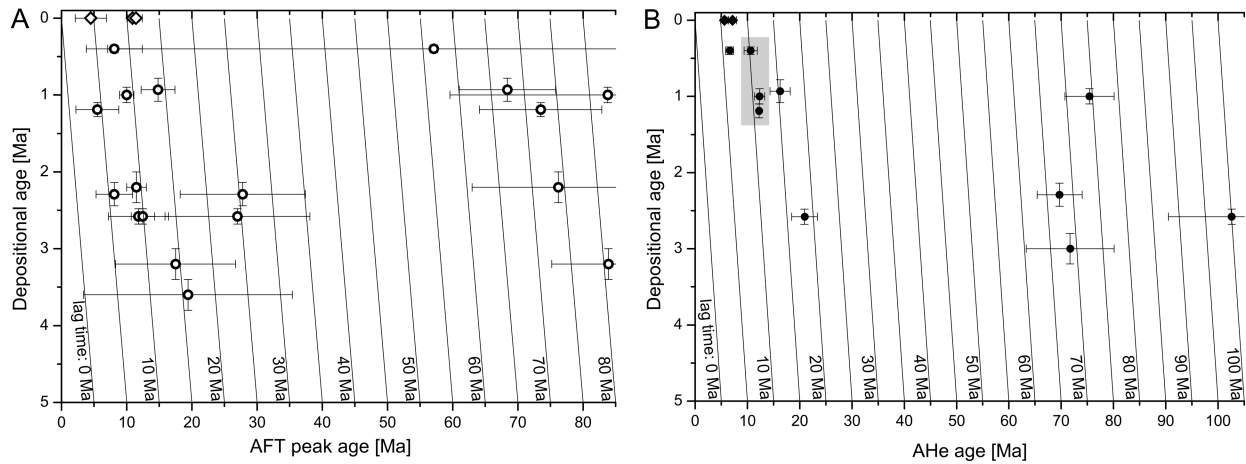 A
Depositional age [Ma]
0
1
2
3
4
5
lag time: 0 Ma
10 Ma
20 Ma
30 Ma
40 Ma
50 Ma
60 Ma
70 Ma
80 Ma
0 10 20 30 40 50 60 70 80
AFT peak age [Ma]
B
Depositional age [Ma]
0
1
2
3
4
5
lag time: 0 Ma
10 Ma
20 Ma
30 Ma
40 Ma
50 Ma
60 Ma
70 Ma
80 Ma
90 Ma
100 Ma
0 10 20 30 40 50 60 70 80 90 100
AHe age [Ma]